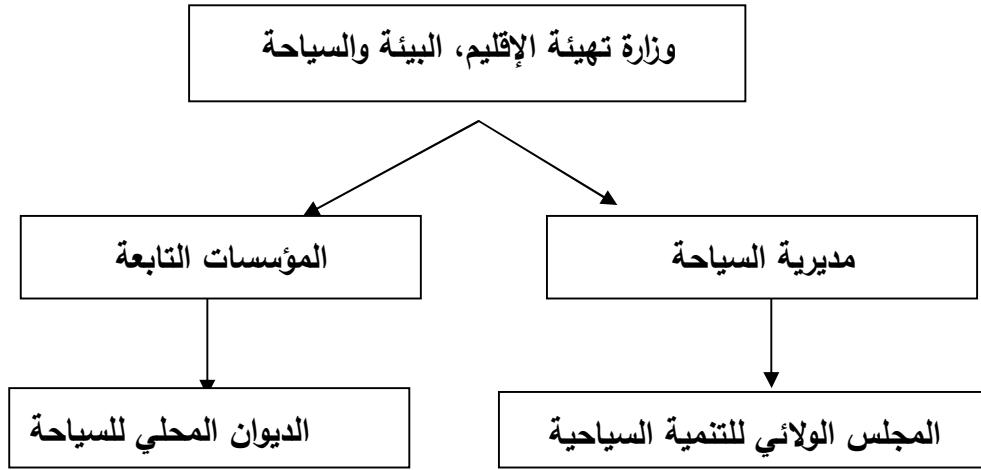 وزارة تهيئة الإقليم، البيئة والسياحة
مديرية السياحة
المؤسسات التابعة
المجلس الولائي للتنمية السياحية
الديوان المحلي للسياحة